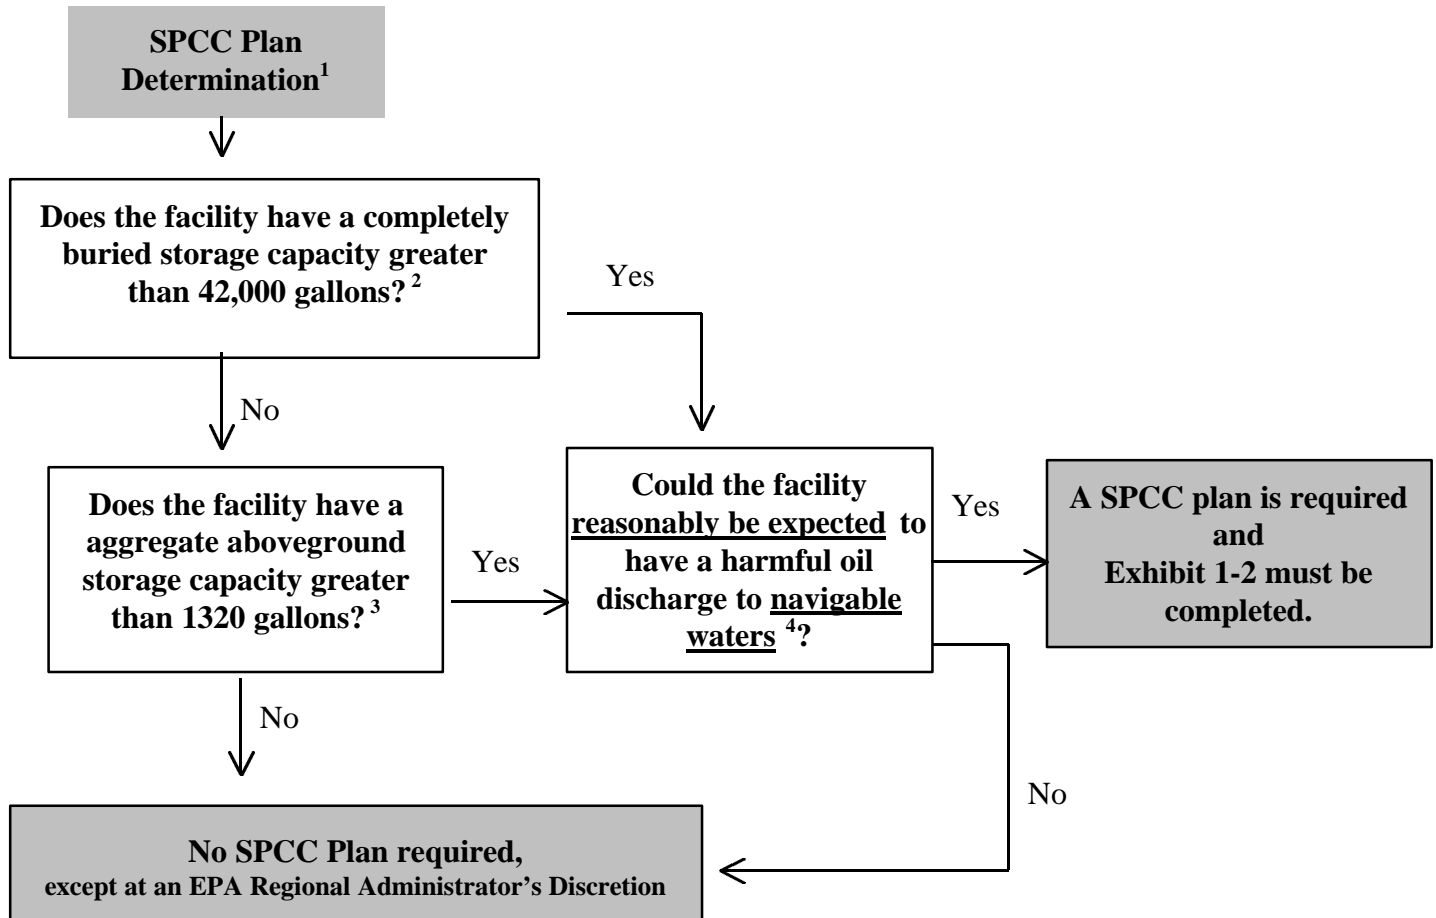 SPCC Plan
Determination1
Does the facility have a completely
buried storage capacity greater
than 42,000 gallons? 2
Yes
No
Does the facility have a
aggregate aboveground
storage capacity greater
than 1320 gallons? 3
Yes
Could the facility
reasonably be expected to
have a harmful oil
discharge to navigable
waters 4?
Yes
A SPCC plan is required
and
Exhibit 1-2 must be
completed.
No
No
No SPCC Plan required,
except at an EPA Regional Administrator’s Discretion